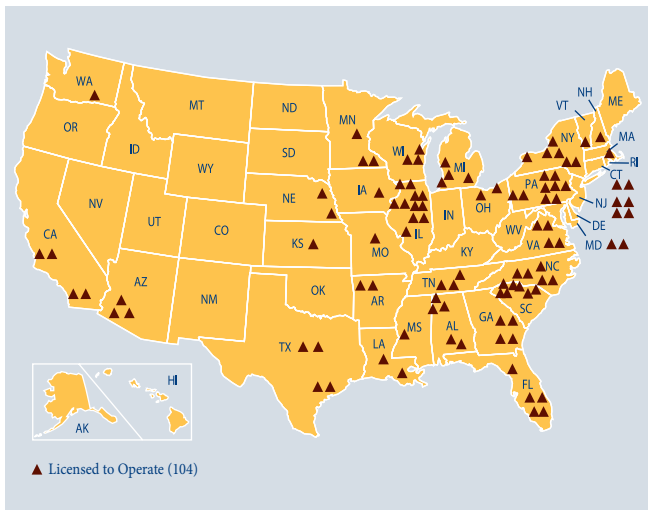 WA
MT
ND
MN
NH
VT
ME
OR
ID
SD
WI
MI
NY
MA
RI
CT
WY
NE
IA
PA
NJ
NV
UT
CO
IL
IN
OH
WV
DE
MD
CA
KS
MO
KY
VA
AZ
NM
OK
AR
TN
NC
SC
TX
LA
MS
AL
GA
FL
HI
AK
Licensed to Operate (104)